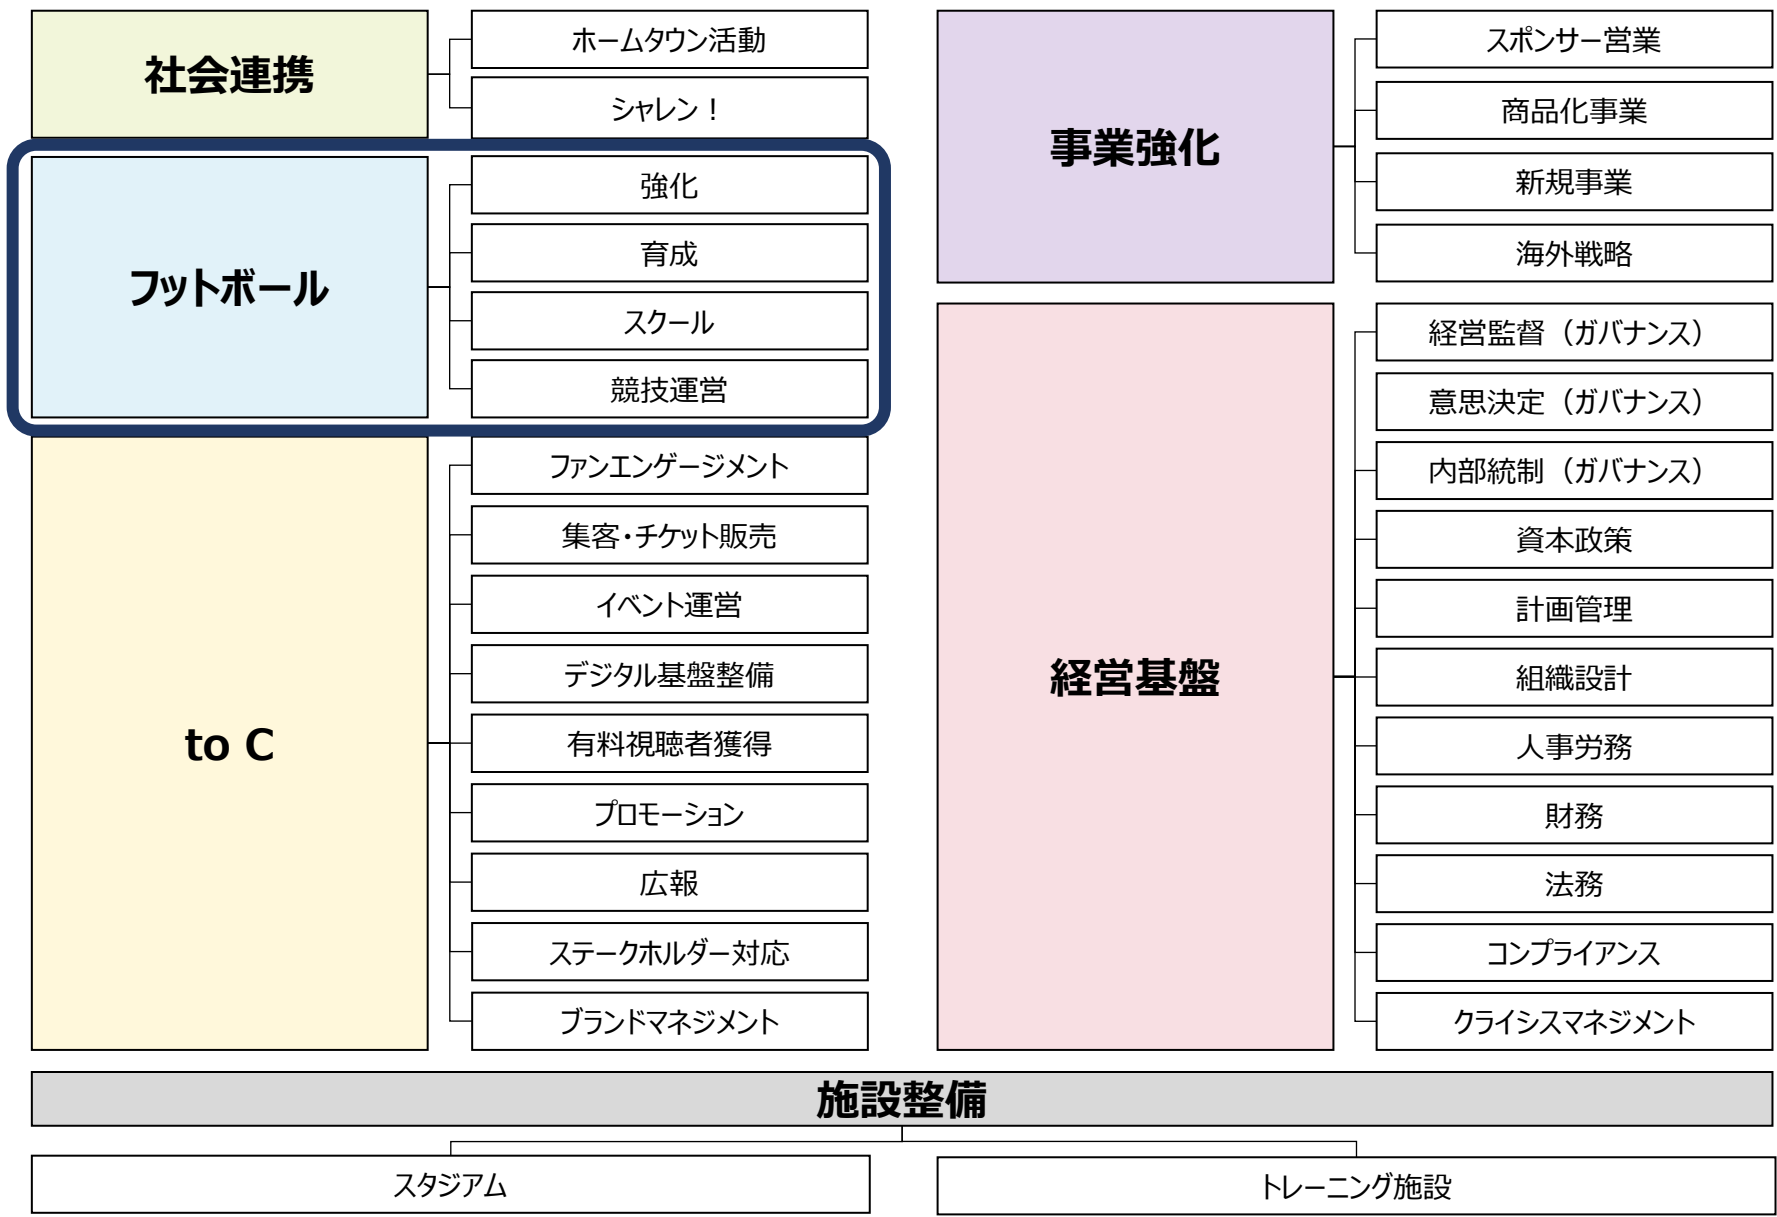 社会連携
ホームタウン活動
シャレン！
フットボール
強化
育成
スクール
競技運営
to C
ファンエンゲージメント
集客・チケット販売
イベント運営
デジタル基盤整備
有料視聴者獲得
プロモーション
広報
ステークホルダー対応
ブランドマネジメント
事業強化
スポンサー営業
商品化事業
新規事業
海外戦略
経営基盤
経営監督（ガバナンス）
意思決定（ガバナンス）
内部統制（ガバナンス）
資本政策
計画管理
組織設計
人事労務
財務
法務
コンプライアンス
クライシスマネジメント
施設整備
スタジアム
トレーニング施設